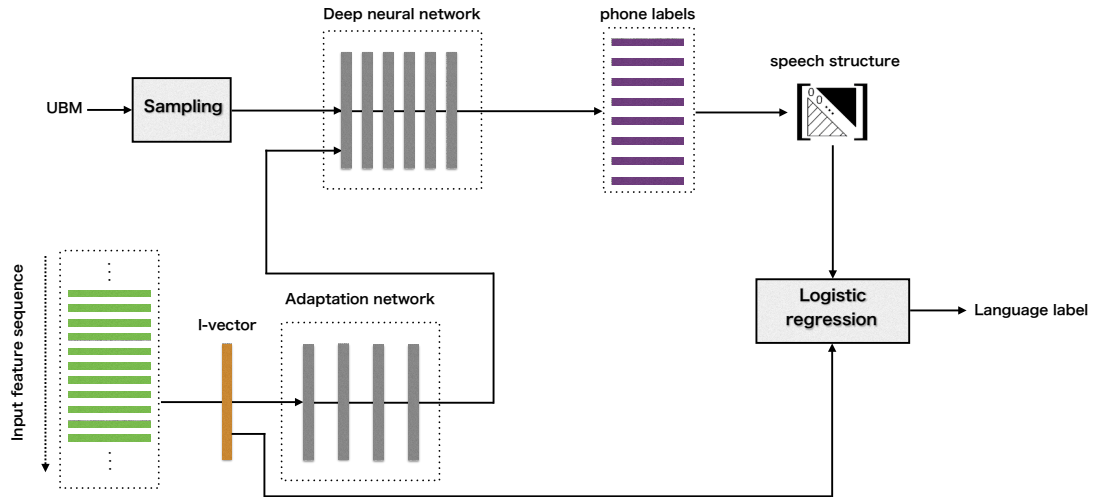 Deep neural network
phone labels
speech structure
UBM
Sampling
0
0
Input feature sequence
I-vector
Adaptation network
Logistic
regression
Language label